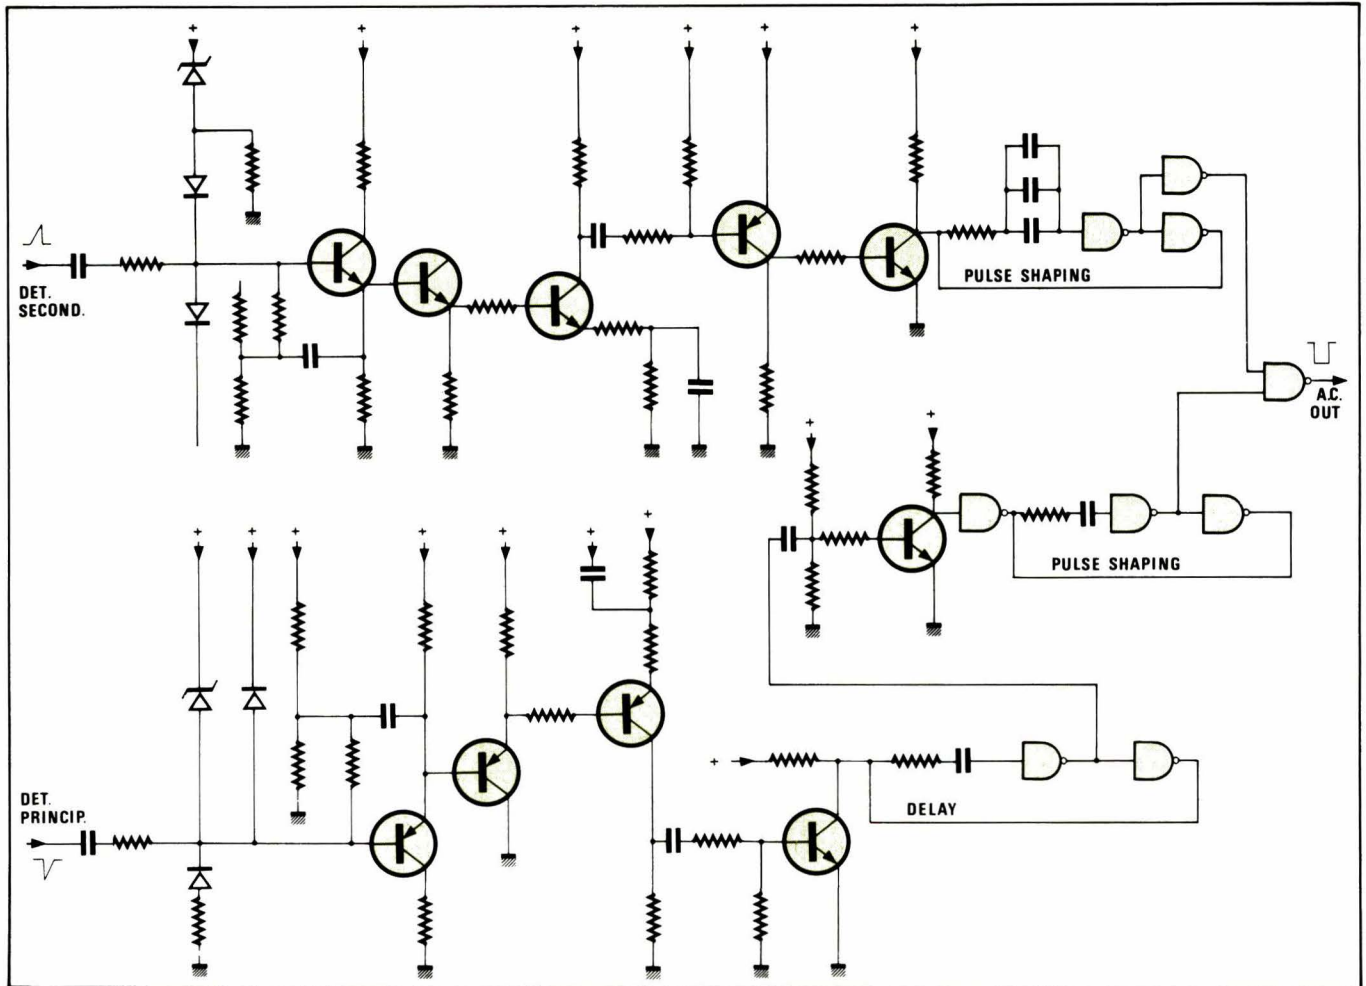 + + + + + +
DET.
SECOND.
PULSE SHAPING
A.C.
OUT
+ +
PULSE SHAPING
+ + + + + + +
+
DELAY
DET.
PRINCIP.